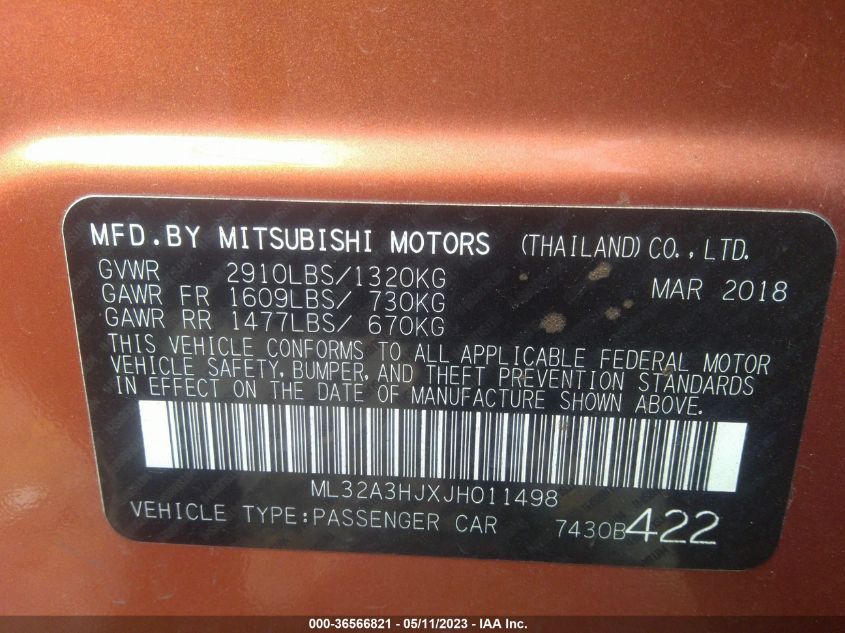 MFD.BY MITSUBISHI MOTORS (THAILAND) CO., LTD.
GVWR 2910LBS/1320KG MAR 2018
GAWR FR 1609LBS/ 730KG
GAWR RR 1477LBS/ 670KG
THIS VEHICLE CONFORMS TO ALL APPLICABLE FEDERAL MOTOR
VEHICLE SAFETY, BUMPER, AND THEFT PREVENTION STANDARDS
IN EFFECT ON THE DATE OF MANUFACTURE SHOWN ABOVE.
ML32A3HJXJH011498
VEHICLE TYPE:PASSENGER CAR 7430B422
000-36566821 - 05/11/2023 - IAA Inc.